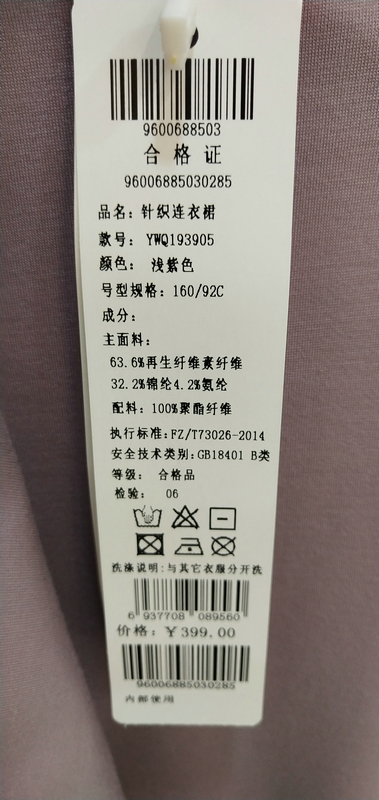 9600688503
合格证
96006885030285
品名：针织连衣裙
款号：YWQ193905
颜色： 浅紫色
号型规格：160/92C
成分：
主面料：
63.6%再生纤维素纤维
32.2%锦纶4.2%氨纶
配料：100%聚酯纤维
执行标准：FZ/T73026-2014
安全技术类别：GB18401 B类
等级： 合格品
检验： 06
洗涤说明：与其它衣服分开洗
6 937708 089560
价格：￥399.00
96006885030285
内部使用